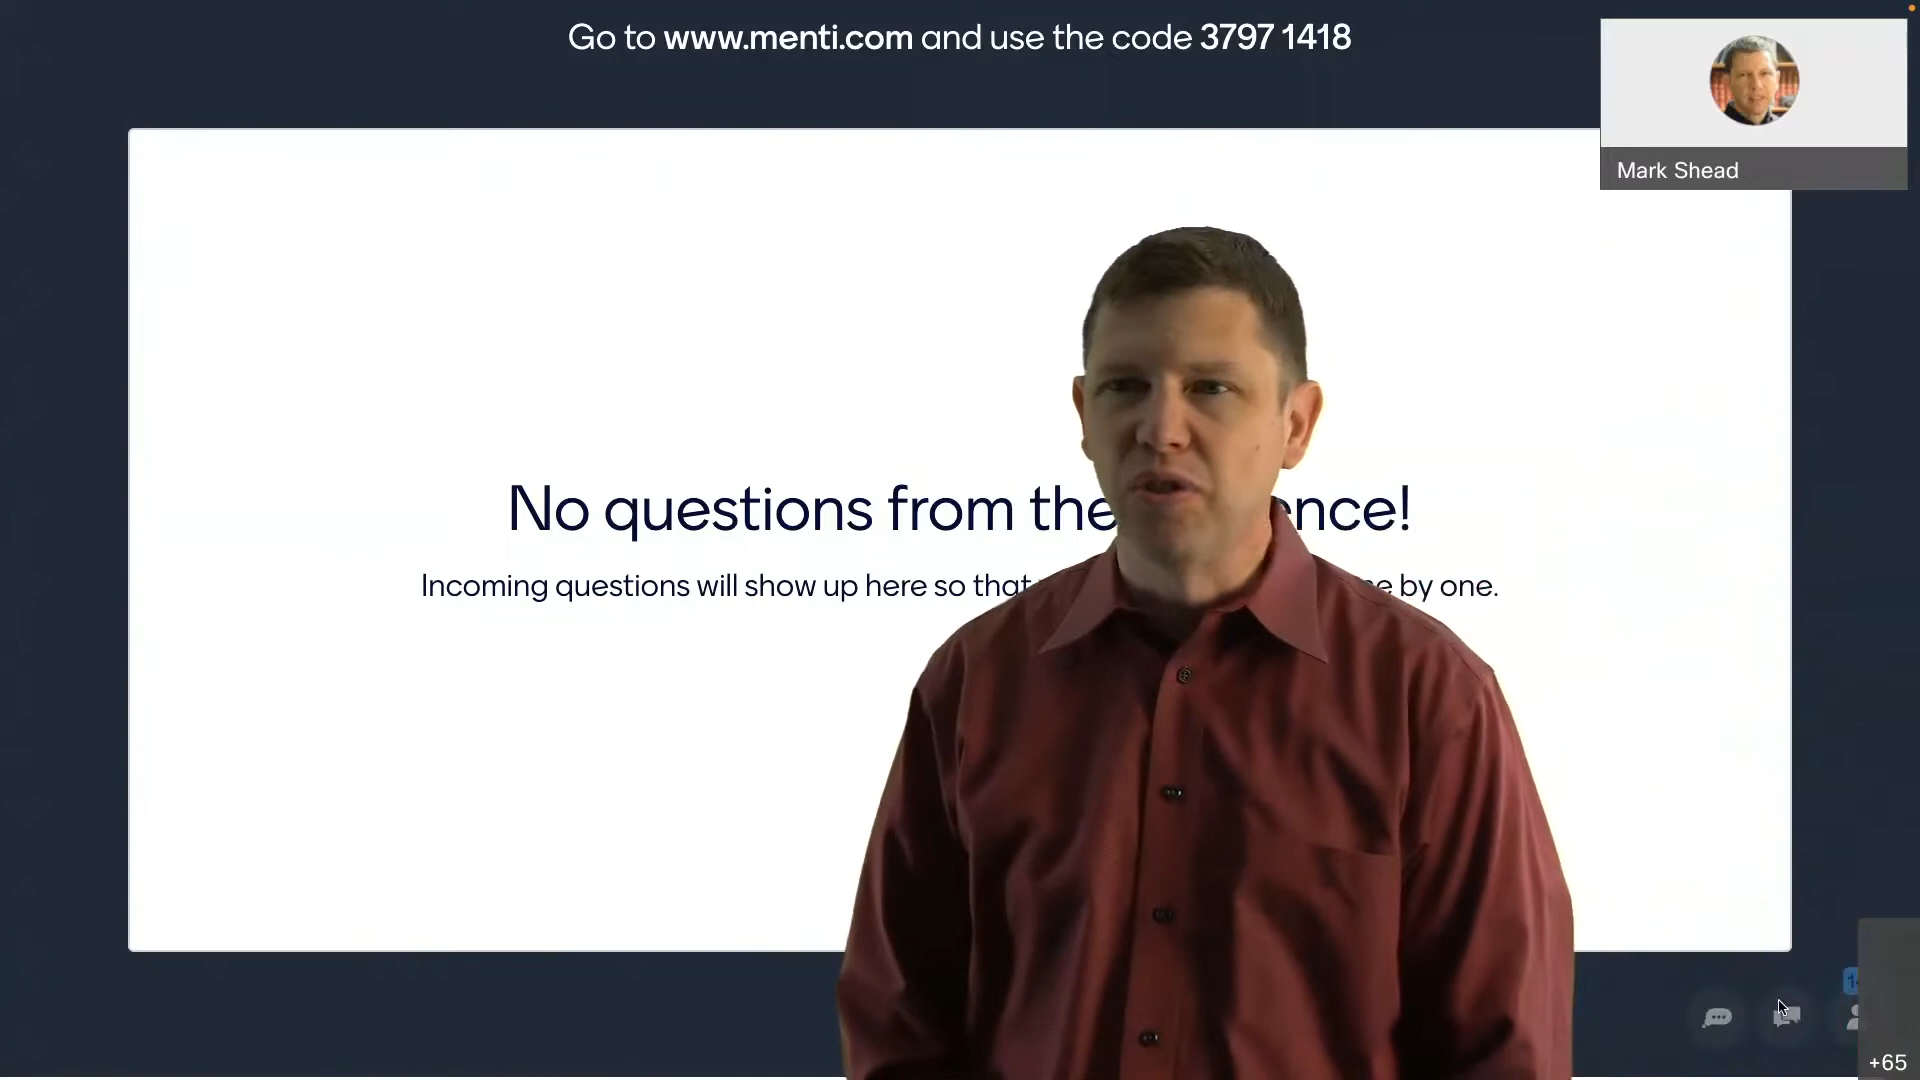 Go to www.menti.com and use the code 3797 1418
Mark Shead
No questions from the ence!
Incoming questions will show up here so that by one.
+65